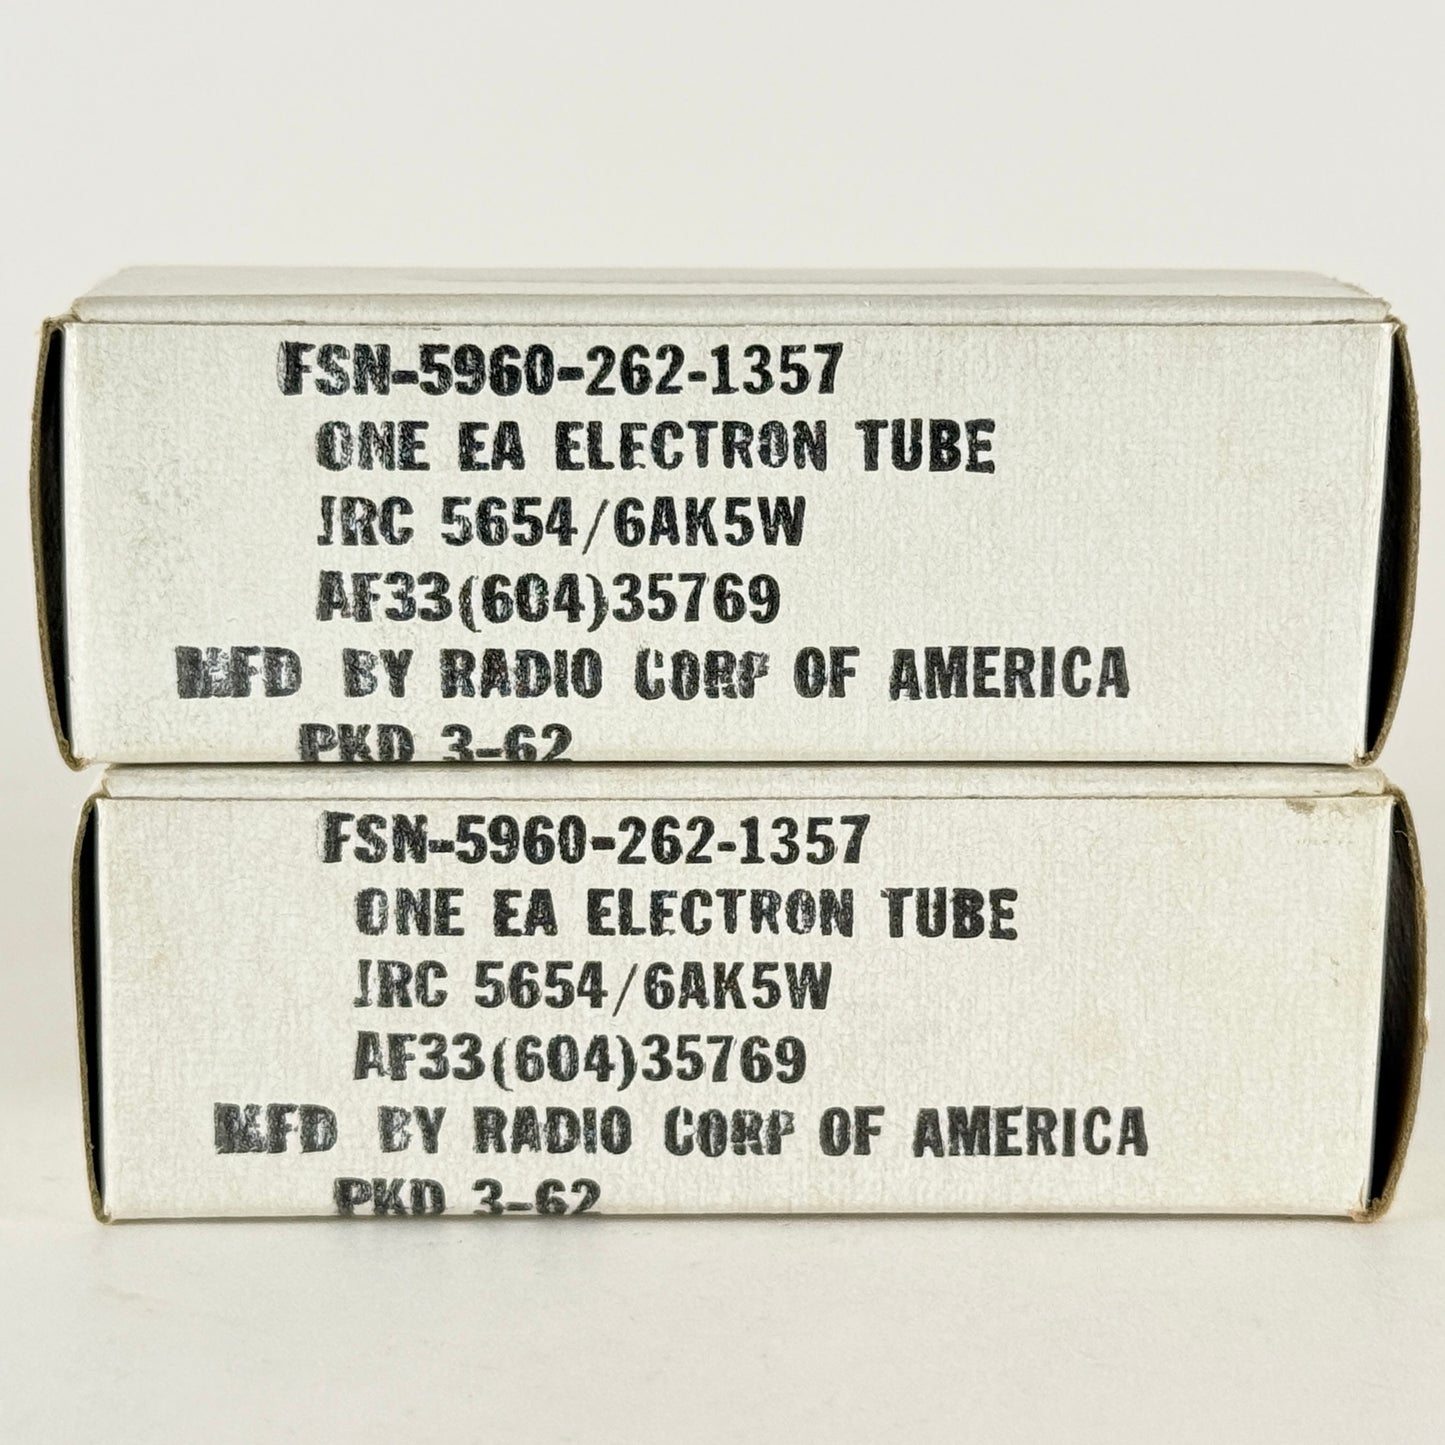 FSN-5960-262-1357
ONE EA ELECTRON TUBE
JRC 5654/6AK5W
AF33(604)35769
MFD BY RADIO CORP OF AMERICA
PKD 3-62
FSN-5960-262-1357
ONE EA ELECTRON TUBE
JRC 5654/6AK5W
AF33(604)35769
MFD BY RADIO CORP OF AMERICA
PKD 3-62